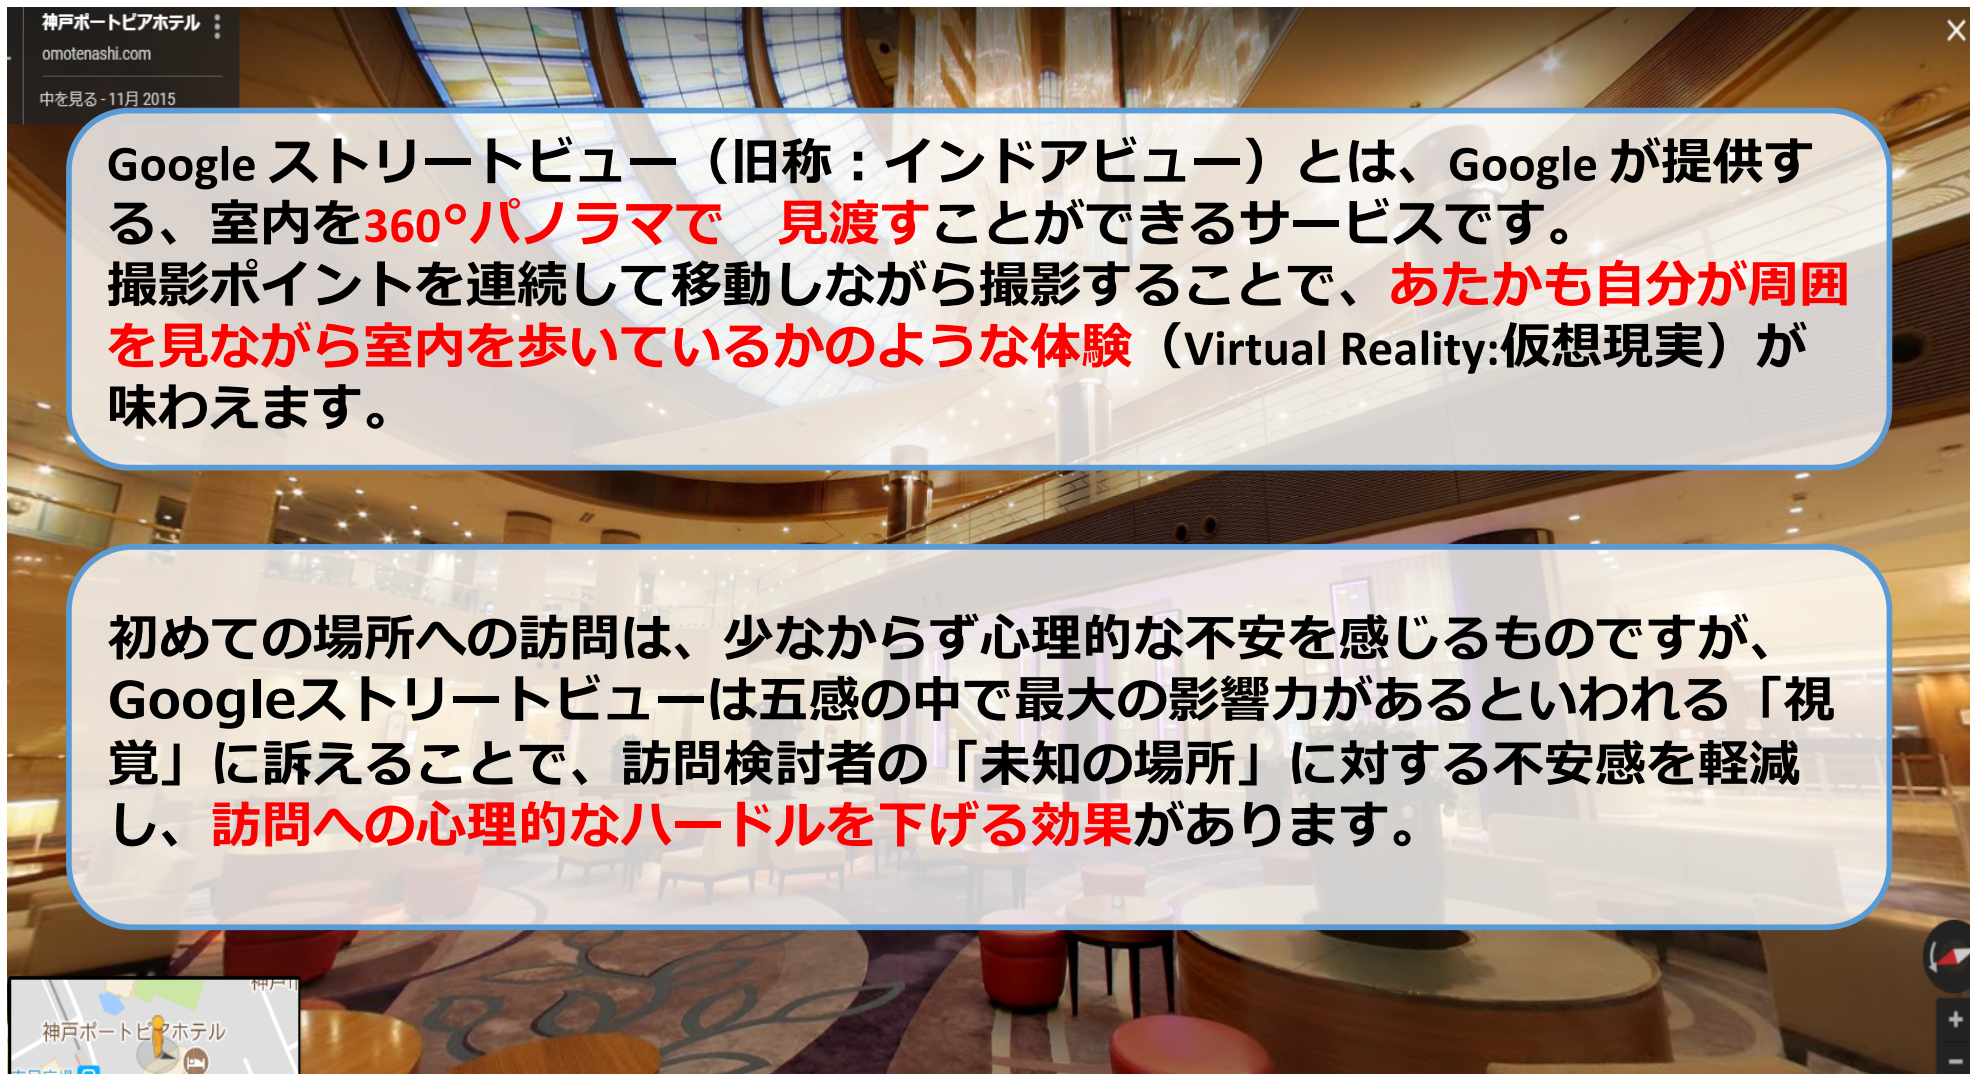 神戸ポートピアホテル
omotenashi.com
中を見る - 11月 2015
Google ストリートビュー（旧称：インドアビュー）とは、Google が提供す
る、室内を360°パノラマで　見渡すことができるサービスです。
撮影ポイントを連続して移動しながら撮影することで、あたかも自分が周囲
を見ながら室内を歩いているかのような体験（Virtual Reality:仮想現実）が
味わえます。
初めての場所への訪問は、少なからず心理的な不安を感じるものですが、
Googleストリートビューは五感の中で最大の影響力があるといわれる「視
覚」に訴えることで、訪問検討者の「未知の場所」に対する不安感を軽減
し、訪問への心理的なハードルを下げる効果があります。
神戸ポートピアホテル